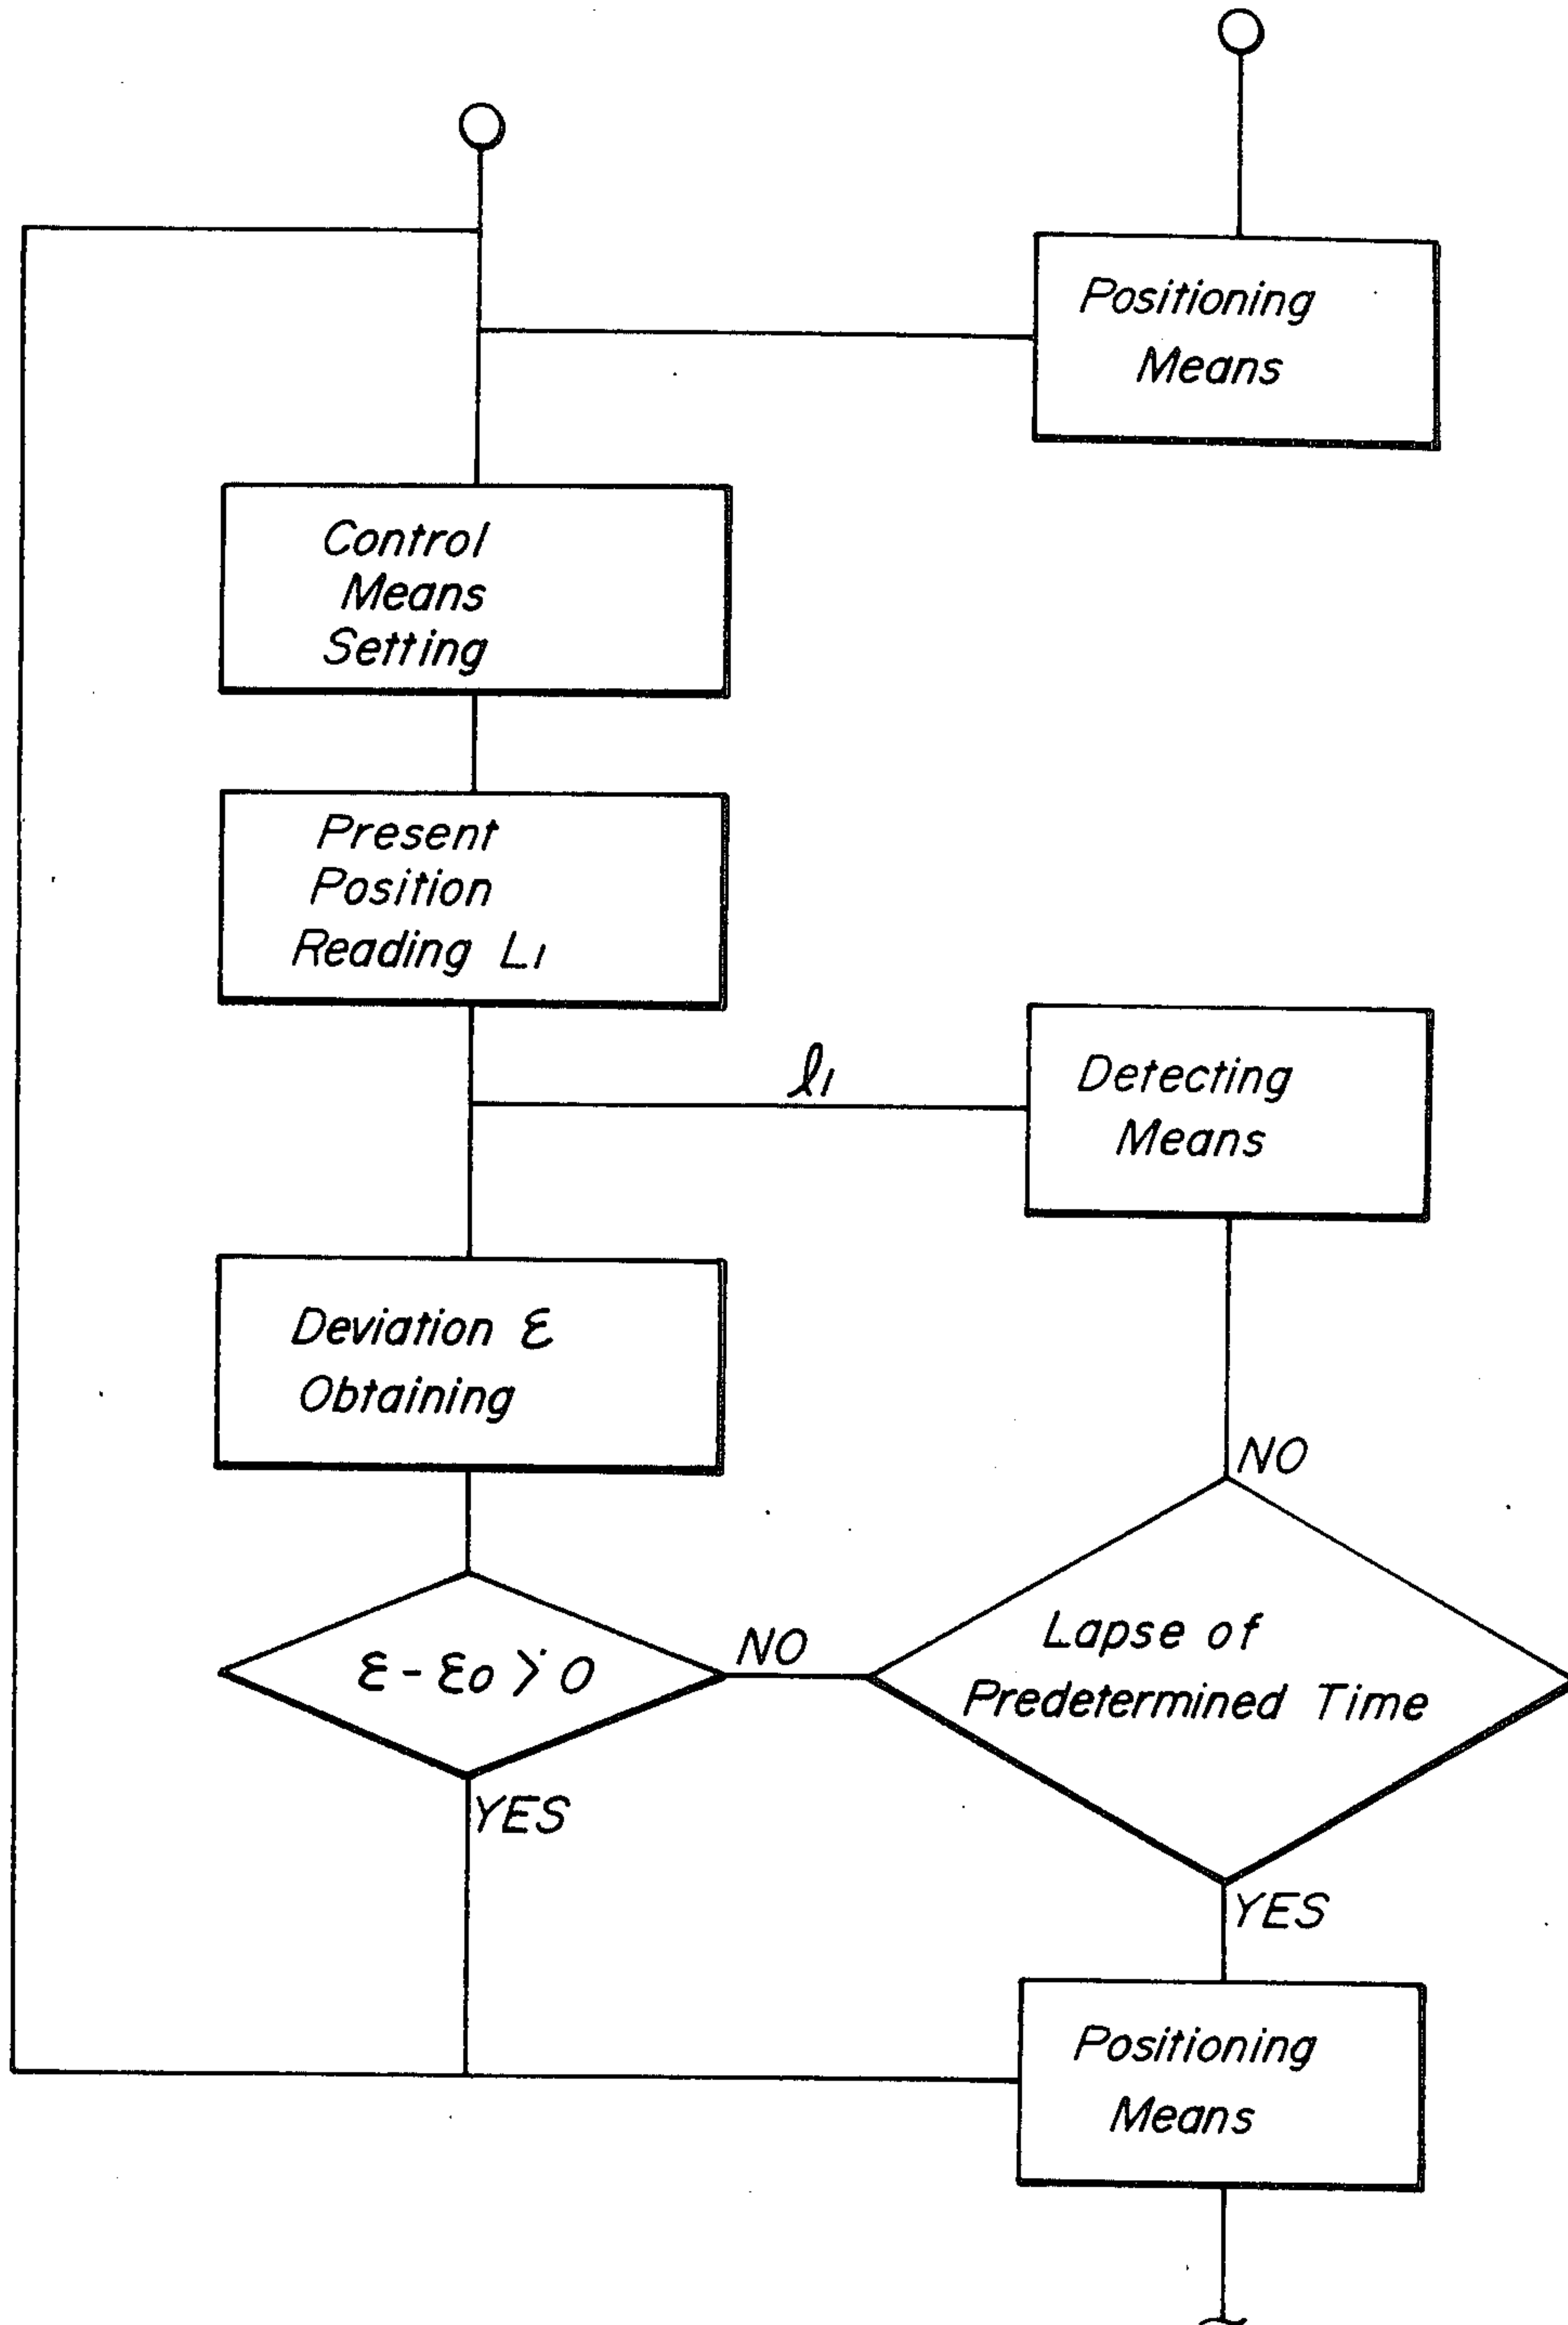 Positioning
Means
Control
Means
Setting
Present
Position
Reading L1
l1
Detecting
Means
Deviation ε
Obtaining
NO
ε - εo > 0
NO
Lapse of
Predetermined Time
YES
YES
Positioning
Means